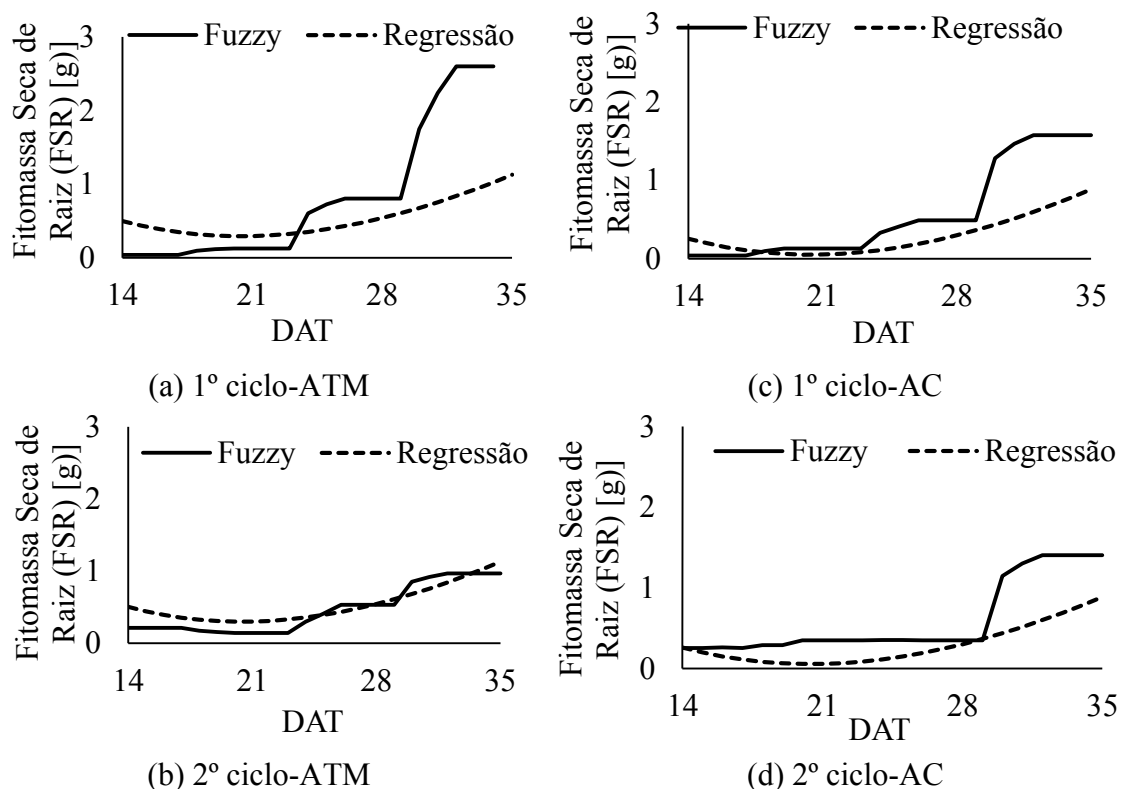 Fitomassa Seca de
Raiz (FSR) [g)]
3
2
1
0
Fuzzy
Regressão
14 21 28 35
DAT
(a) 1º ciclo-ATM
Fitomassa Seca de
Raiz (FSR) [g)]
3
2
1
0
Fuzzy
Regressão
14 21 28 35
DAT
(c) 1º ciclo-AC
Fitomassa Seca de
Raiz (FSR) [g)]
3
2
1
0
Fuzzy
Regressão
14 21 28 35
DAT
(b) 2º ciclo-ATM
Fitomassa Seca de
Raiz (FSR) [g)]
3
2
1
0
Fuzzy
Regressão
14 21 28 35
DAT
(d) 2º ciclo-AC